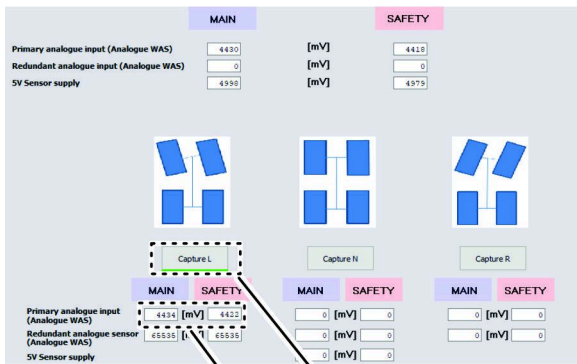 MAIN SAFETY
Primary analogue input (Analogue WAS) 4430 [mV] 4418
Redundant analogue input (Analogue WAS) 0 [mV] 0
5V Sensor supply 4998 [mV] 4979
Capture L Capture N Capture R
MAIN SAFETY MAIN SAFETY MAIN SAFETY
Primary analogue input
(Analogue WAS) 4434 [mV] 4422 0 [mV] 0 0 [mV] 0
Redundant analogue sensor
(Analogue WAS) 65535 [mV] 65535 0 [mV] 0 0 [mV] 0
5V Sensor supply 0 [mV] 0